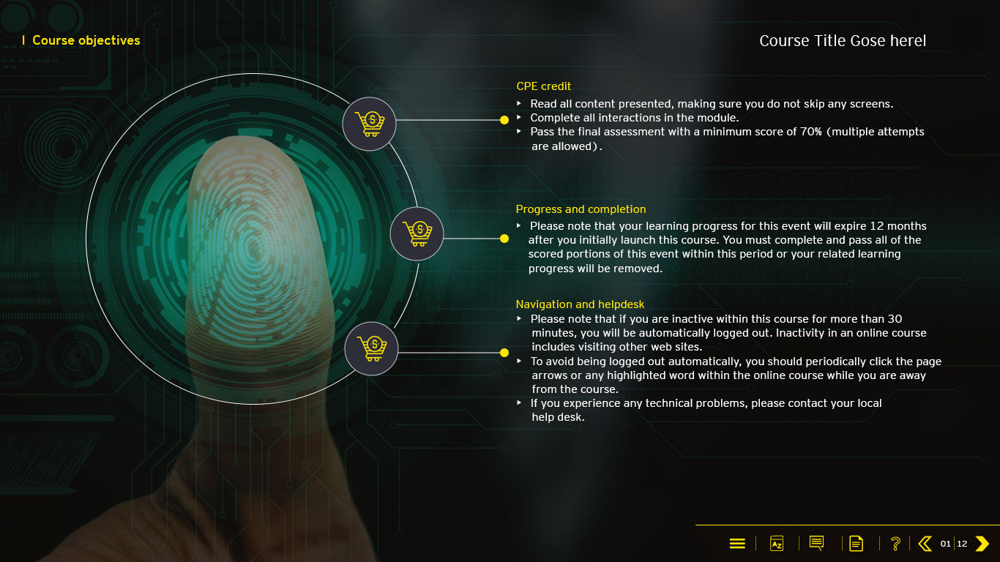 | Course objectives
Course Title Gose herel
CPE credit
‣ Read all content presented, making sure you do not skip any screens.
‣ Complete all interactions in the module.
‣ Pass the final assessment with a minimum score of 70% (multiple attempts
are allowed).
Progress and completion
‣ Please note that your learning progress for this event will expire 12 months
after you initially launch this course. You must complete and pass all of the
scored portions of this event within this period or your related learning
progress will be removed.
Navigation and helpdesk
‣ Please note that if you are inactive within this course for more than 30
minutes, you will be automatically logged out. Inactivity in an online course
includes visiting other web sites.
‣ To avoid being logged out automatically, you should periodically click the page
arrows or any highlighted word within the online course while you are away
from the course.
‣ If you experience any technical problems, please contact your local
help desk.
AZ
?
01 | 12